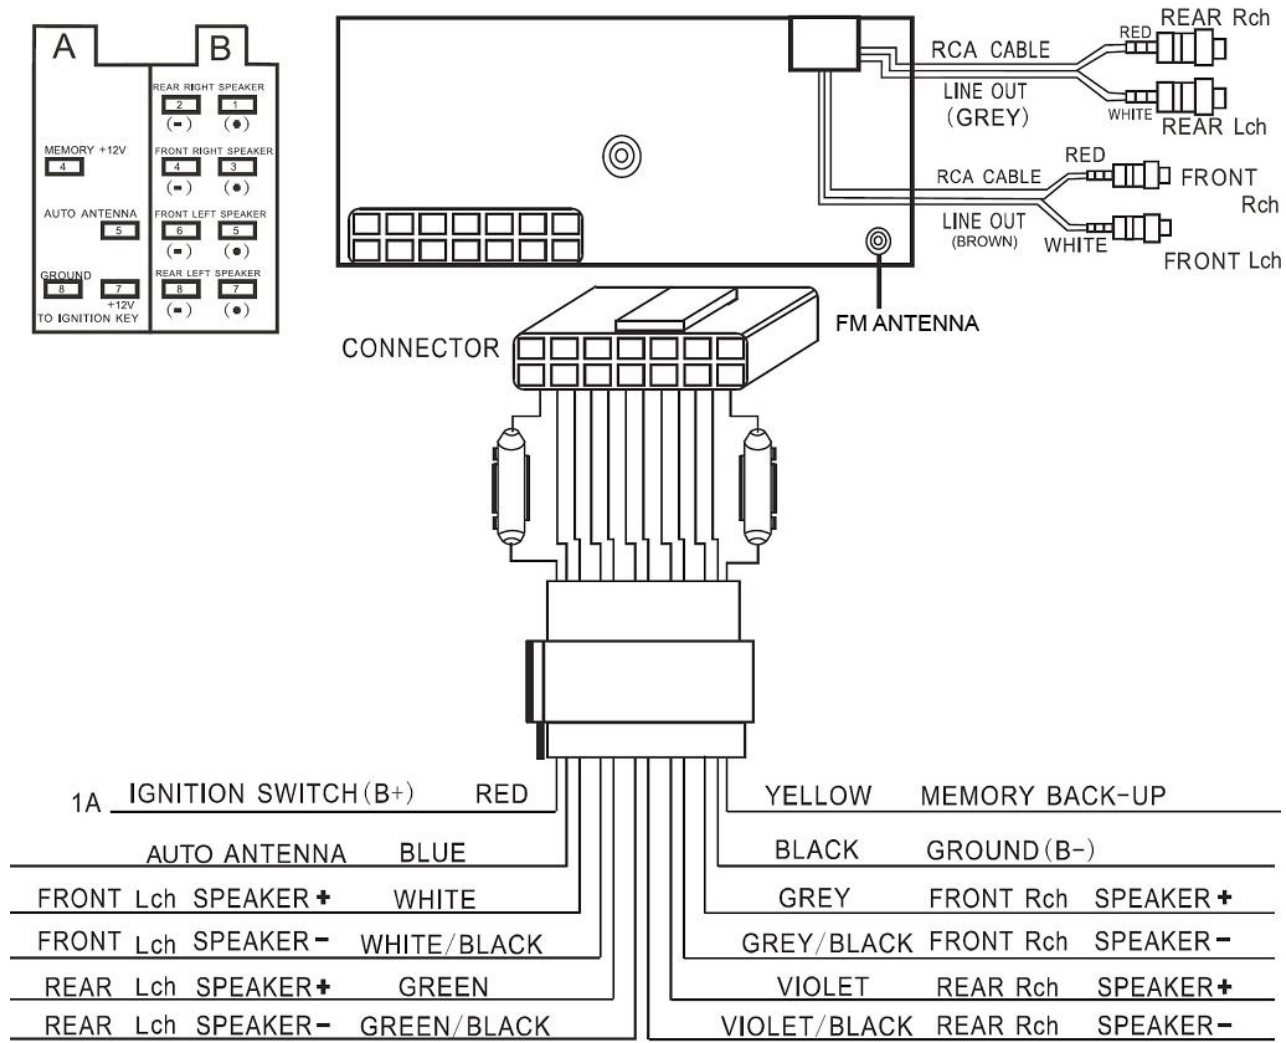 A
B
REAR RIGHT SPEAKER
2 1
(-) (•)
MEMORY +12V
4
FRONT RIGHT SPEAKER
4 3
(-) (•)
AUTO ANTENNA
5
FRONT LEFT SPEAKER
6 5
(-) (•)
GROUND
8 7
+12V
TO IGNITION KEY
REAR LEFT SPEAKER
8 7
(-) (•)
RCA CABLE
LINE OUT
(GREY)
RED
REAR Rch
WHITE
REAR Lch
RCA CABLE
LINE OUT
(BROWN)
RED
FRONT
Rch
WHITE
FRONT Lch
FM ANTENNA
CONNECTOR
1A IGNITION SWITCH (B+) RED
AUTO ANTENNA BLUE
FRONT Lch SPEAKER+ WHITE
FRONT Lch SPEAKER- WHITE/BLACK
REAR Lch SPEAKER+ GREEN
REAR Lch SPEAKER- GREEN/BLACK
YELLOW MEMORY BACK-UP
BLACK GROUND (B-)
GREY FRONT Rch SPEAKER+
GREY/BLACK FRONT Rch SPEAKER-
VIOLET REAR Rch SPEAKER+
VIOLET/BLACK REAR Rch SPEAKER-